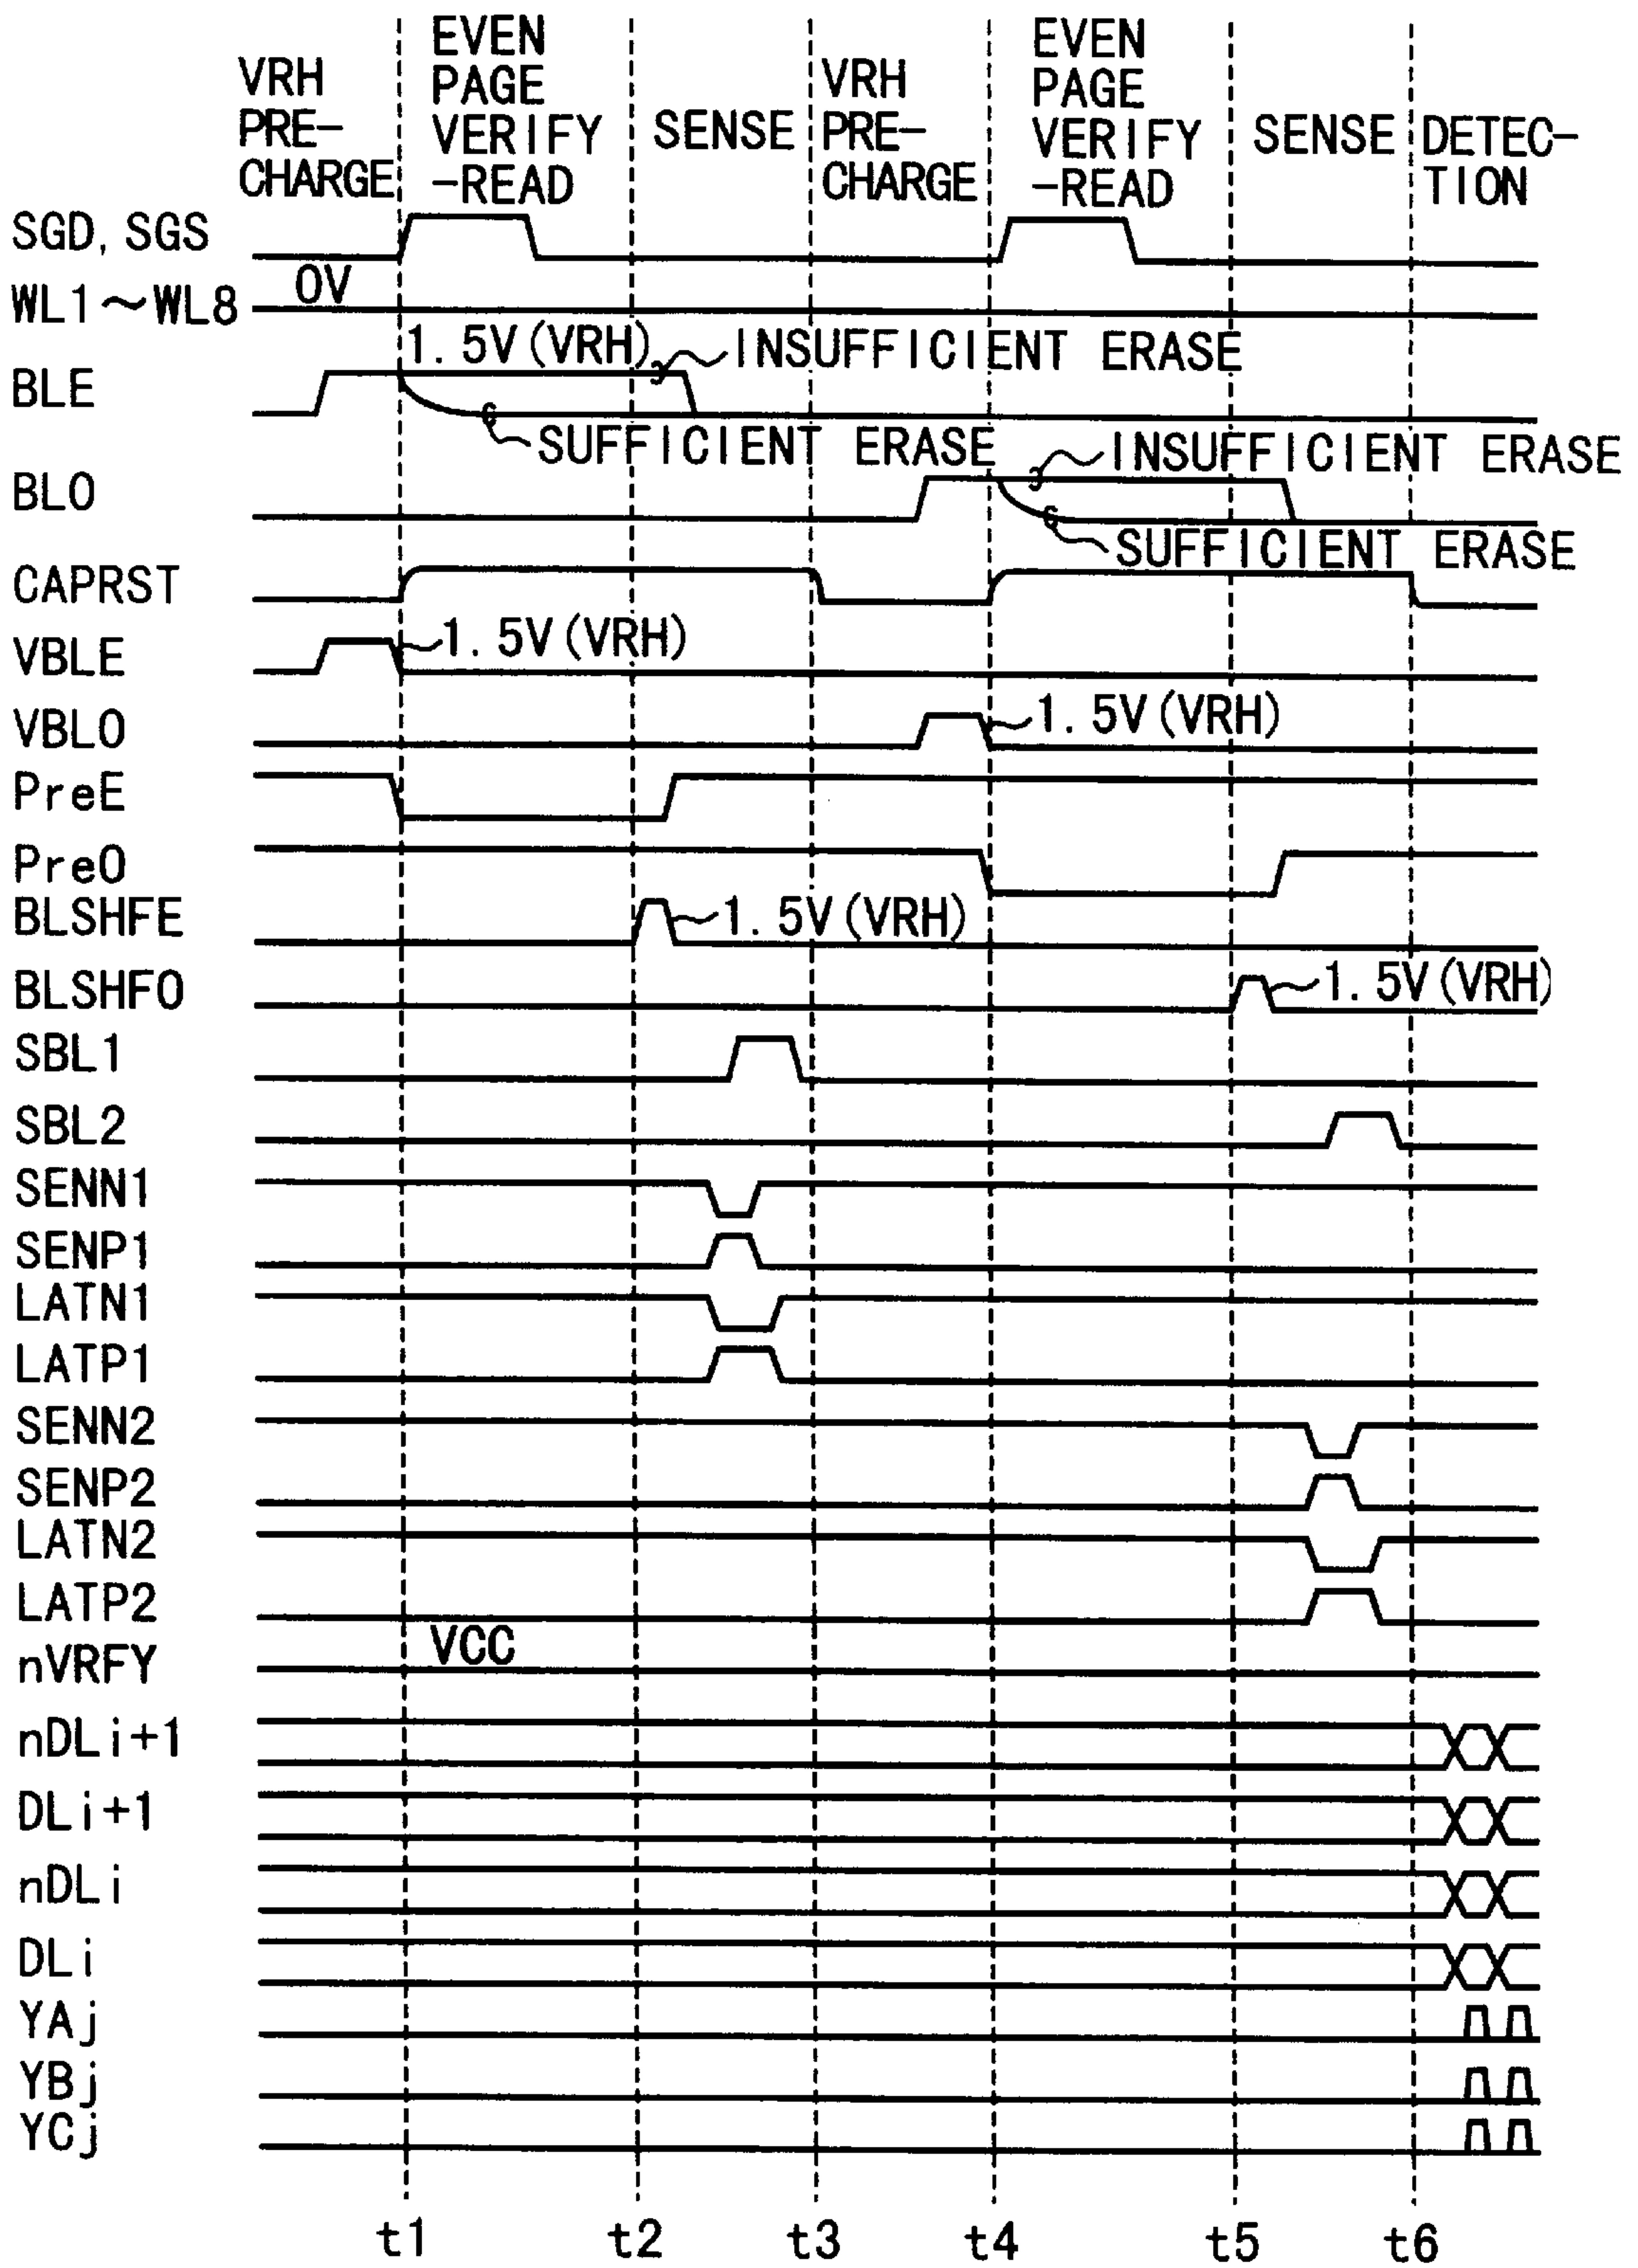 VRH
PRE-
CHARGE
EVEN
PAGE
VERIFY
-READ
SENSE
VRH
PRE-
CHARGE
EVEN
PAGE
VERIFY
-READ
SENSE
DETEC-
TION
SGD, SGS
0V
WL1～WL8
1.5V(VRH)
INSUFFICIENT ERASE
BLE
SUFFICIENT ERASE
INSUFFICIENT ERASE
BLO
SUFFICIENT ERASE
CAPRST
VBLE
1.5V(VRH)
VBLO
1.5V(VRH)
PreE
PreO
BLSHFE
1.5V(VRH)
BLSHFO
1.5V(VRH)
SBL1
SBL2
SENN1
SENP1
LATN1
LATP1
SENN2
SENP2
LATN2
LATP2
nVRFY
VCC
nDLi+1
DLi+1
nDLi
DLi
YAj
YBj
YCj
t1 t2 t3 t4 t5 t6